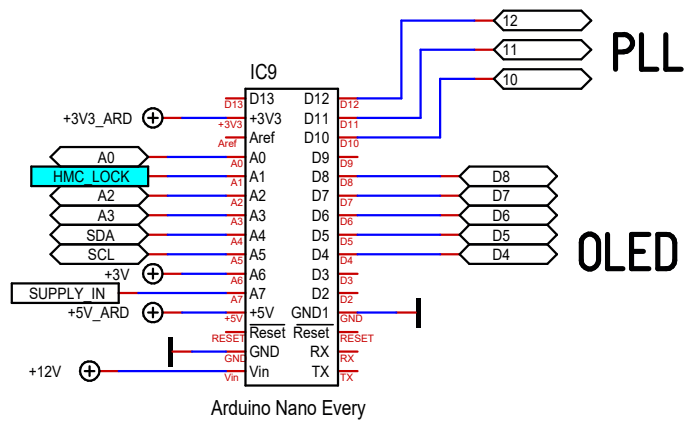 12
11
10
PLL
IC9
+3V3_ARD
A0
HMC_LOCK
A2
A3
SDA
SCL
+3V
SUPPLY_IN
+5V_ARD
+12V
D13 D13
+3V3 +3V3
Aref Aref
A0 A0
A1 A1
A2 A2
A3 A3
A4 A4
A5 A5
A6 A6
A7 A7
+5V +5V
RESET Reset
GND GND
Vin Vin
D12 D12
D11 D11
D10 D10
D9 D9
D8 D8
D7 D7
D6 D6
D5 D5
D4 D4
D3 D3
D2 D2
GND1 GND
Reset RESET
RX RX
TX TX
D8
D7
D6
D5
D4
OLED
Arduino Nano Every